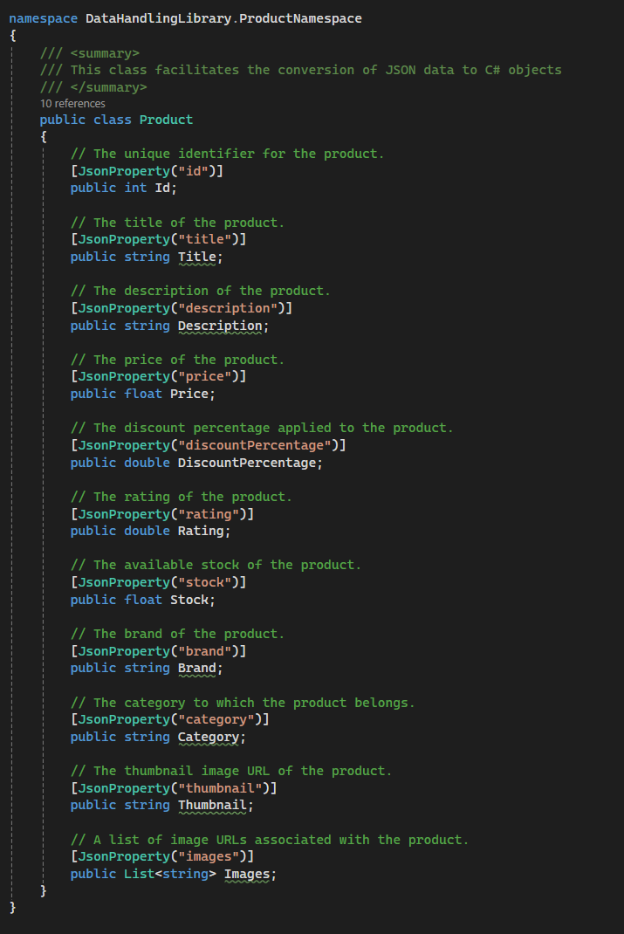 namespace DataHandlingLibrary.ProductNamespace
{
/// <summary>
/// This class facilitates the conversion of JSON data to C# objects
/// </summary>
10 references
public class Product
{
// The unique identifier for the product.
[JsonProperty("id")]
public int Id;
// The title of the product.
[JsonProperty("title")]
public string Title;
// The description of the product.
[JsonProperty("description")]
public string Description;
// The price of the product.
[JsonProperty("price")]
public float Price;
// The discount percentage applied to the product.
[JsonProperty("discountPercentage")]
public double DiscountPercentage;
// The rating of the product.
[JsonProperty("rating")]
public double Rating;
// The available stock of the product.
[JsonProperty("stock")]
public float Stock;
// The brand of the product.
[JsonProperty("brand")]
public string Brand;
// The category to which the product belongs.
[JsonProperty("category")]
public string Category;
// The thumbnail image URL of the product.
[JsonProperty("thumbnail")]
public string Thumbnail;
// A list of image URLs associated with the product.
[JsonProperty("images")]
public List<string> Images;
}
}